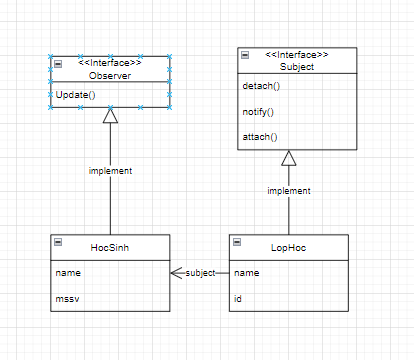 <<Interface>>
Observer
Update()
<<Interface>>
Subject
detach()
notify()
attach()
implement
implement
HocSinh
name
mssv
subject
LopHoc
name
id